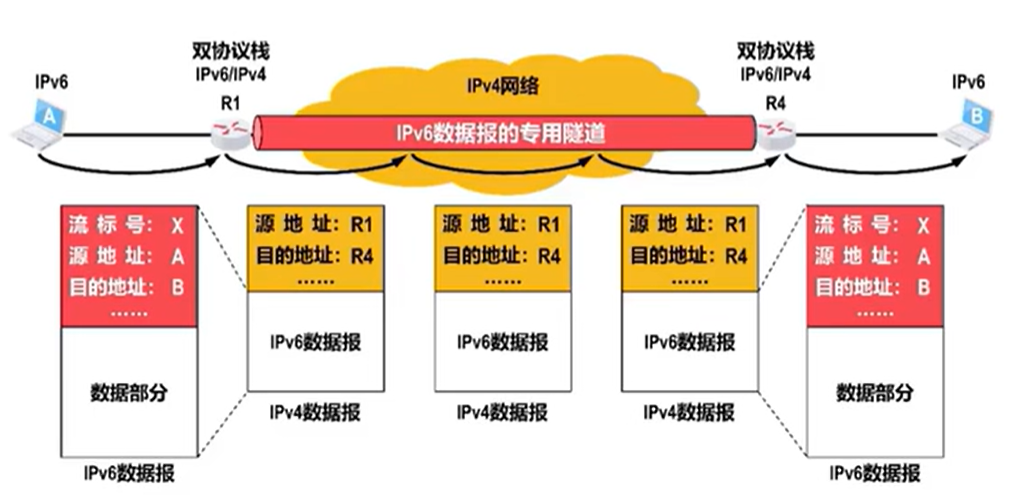 双协议栈
IPv6/IPv4
R1
双协议栈
IPv6/IPv4
R4
IPv6
A
IPv4网络
IPv6
B
IPv6数据报的专用隧道
流标号：X
源地址：A
目的地址：B
……
数据部分
IPv6数据报
源地址：R1
目的地址：R4
……
IPv6数据报
IPv4数据报
源地址：R1
目的地址：R4
……
IPv6数据报
IPv4数据报
源地址：R1
目的地址：R4
……
IPv6数据报
IPv4数据报
流标号：X
源地址：A
目的地址：B
……
数据部分
IPv6数据报